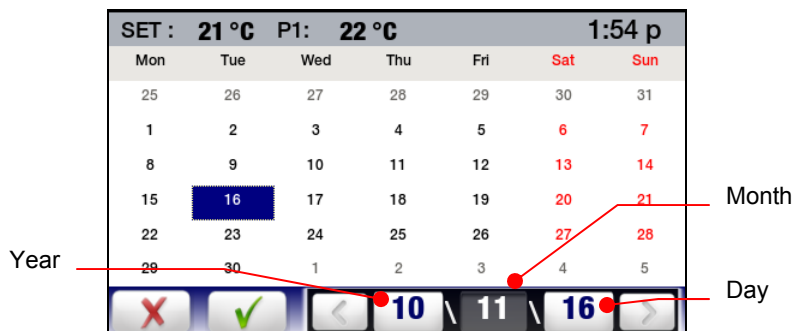 SET : 21 °C P1: 22 °C 1:54 p
Mon Tue Wed Thu Fri Sat Sun
25 26 27 28 29 30 31
1 2 3 4 5 6 7
8 9 10 11 12 13 14
15 16 17 18 19 20 21
Month
22 23 24 25 26 27 28
Year
29 30 1 2 3 4 5
Day
< 10 \ 11 \ 16 >